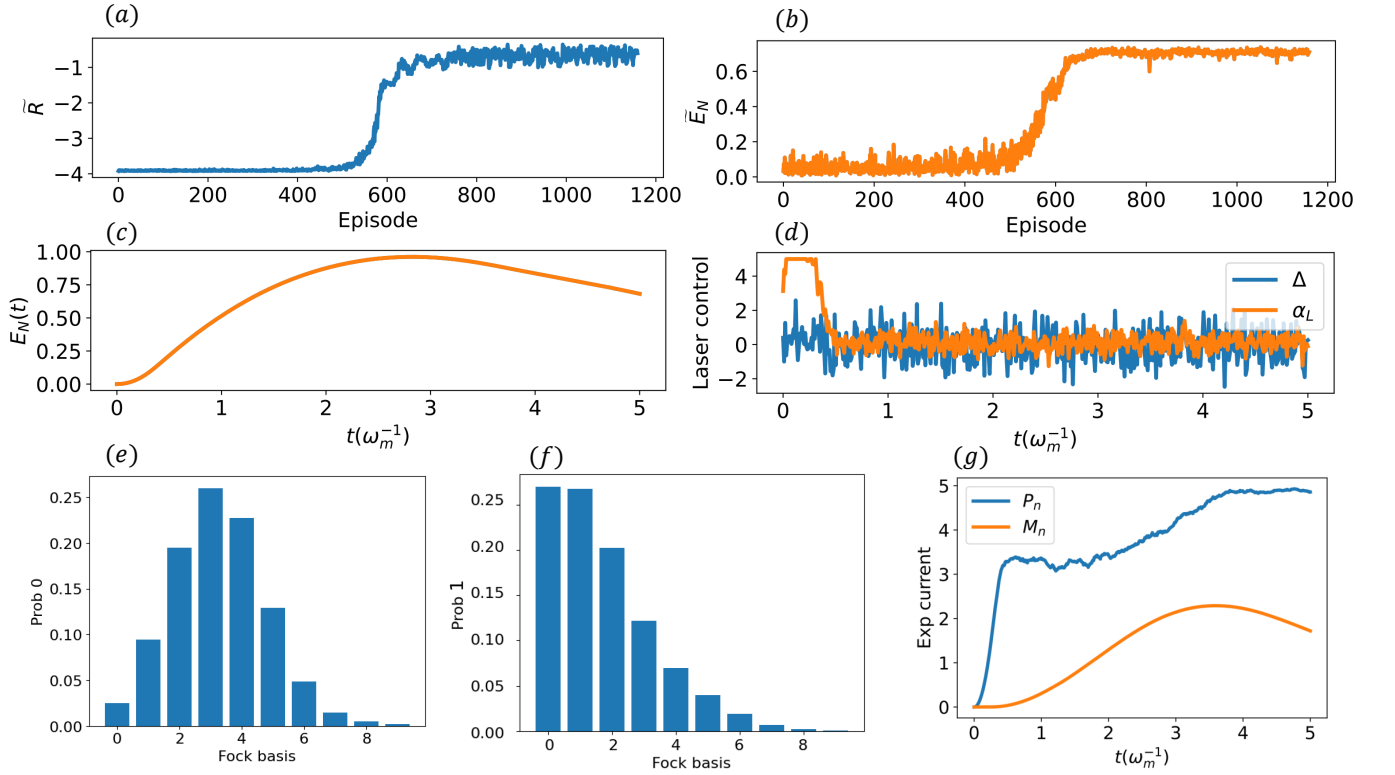 (a)
−1
−2
−3
−4
R̃
0 200 400 600 800 1000 1200
Episode
(b)
0.6
0.4
0.2
0.0
Ẽ_N
0 200 400 600 800 1000 1200
Episode
(c)
1.00
0.75
0.50
0.25
0.00
E_N(t)
0 1 2 3 4 5
t(ω_m^{-1})
(d)
4
2
0
−2
Laser control
Δ
α_L
0 1 2 3 4 5
t(ω_m^{-1})
(e)
0.25
0.20
0.15
0.10
0.05
0.00
Prob 0
0 2 4 6 8
Fock basis
(f)
0.25
0.20
0.15
0.10
0.05
0.00
Prob 1
0 2 4 6 8
Fock basis
(g)
5
4
3
2
1
0
Exp current
P_n
M_n
0 1 2 3 4 5
t(ω_m^{-1})